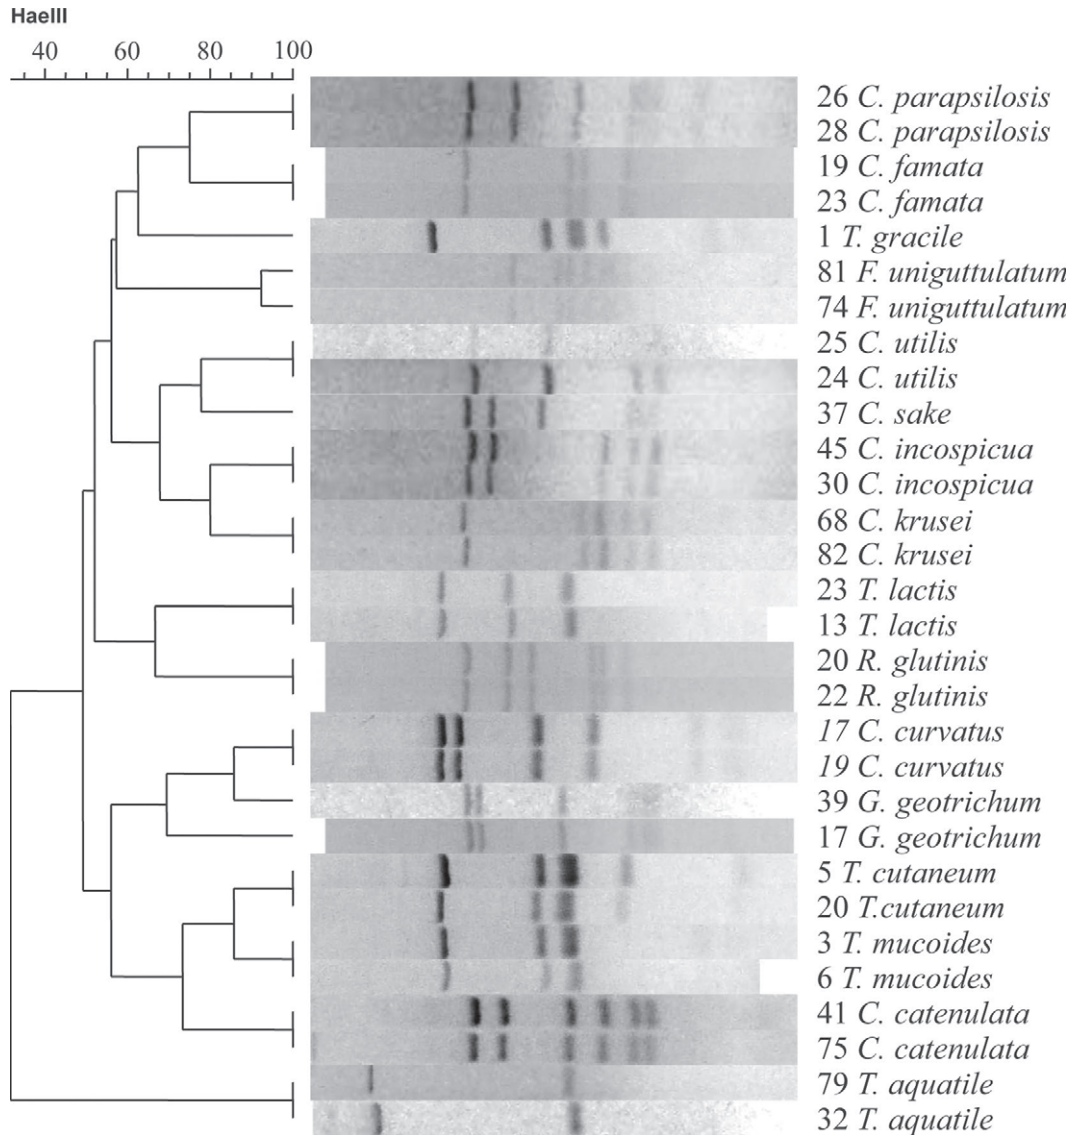 HaeIII
40 60 80 100
26 C. parapsilosis
28 C. parapsilosis
19 C. famata
23 C. famata
1 T. gracile
81 F. uniguttulatum
74 F. uniguttulatum
25 C. utilis
24 C. utilis
37 C. sake
45 C. incospicua
30 C. incospicua
68 C. krusei
82 C. krusei
23 T. lactis
13 T. lactis
20 R. glutinis
22 R. glutinis
17 C. curvatus
19 C. curvatus
39 G. geotrichum
17 G. geotrichum
5 T. cutaneum
20 T.cutaneum
3 T. mucoides
6 T. mucoides
41 C. catenulata
75 C. catenulata
79 T. aquatile
32 T. aquatile